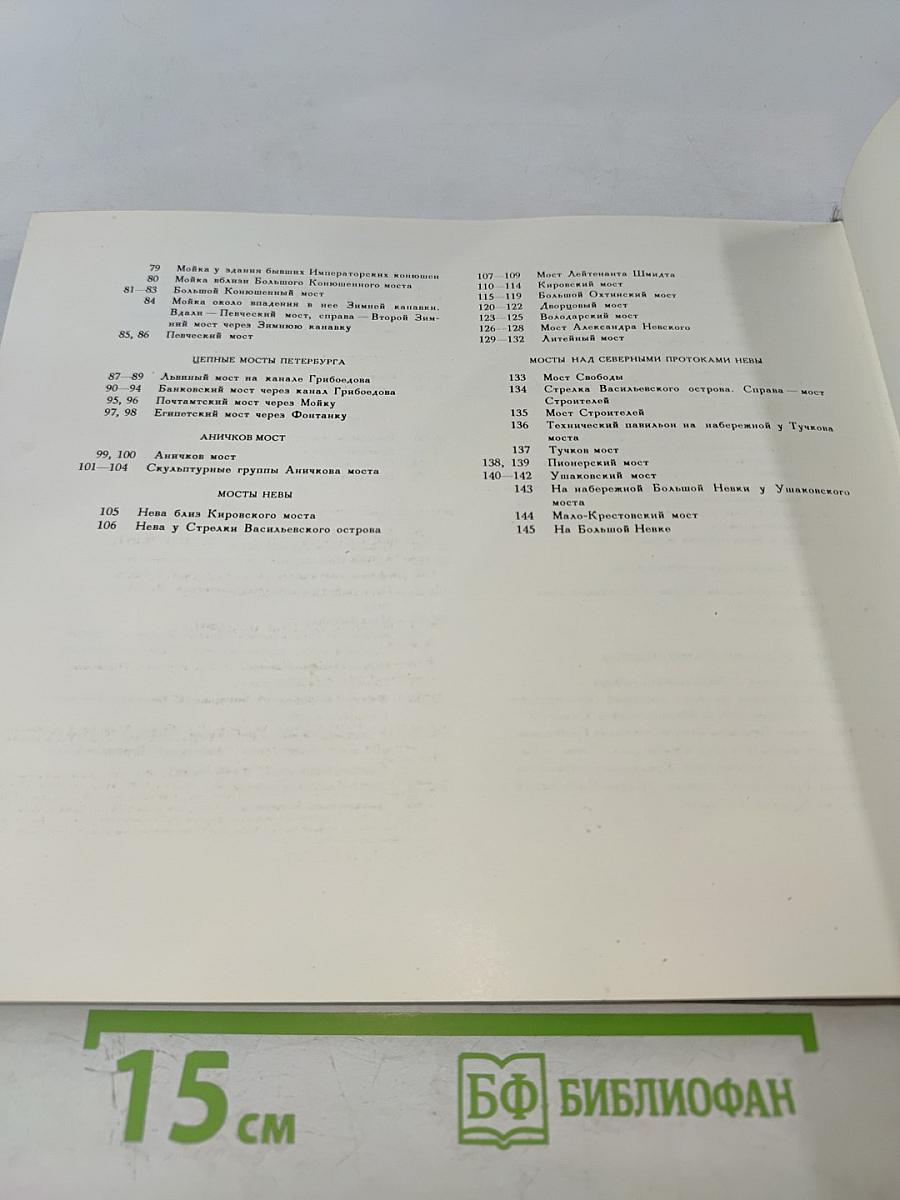 79 Мойка у здания бывших Императорских конюшен
80 Мойка вблизи Большого Конюшенного моста
81—83 Большой Конюшенный мост
84 Мойка около впадения в нее Зимней канавки.
Вдали — Певческий мост, справа — Второй Зим-
ний мост через Зимнюю канавку
85, 86 Певческий мост
ЦЕПНЫЕ МОСТЫ ПЕТЕРБУРГА
87—89 Львиный мост на канале Грибоедова
90—94 Банковский мост через канал Грибоедова
95, 96 Почтамтский мост через Мойку
97, 98 Египетский мост через Фонтанку
АНИЧКОВ МОСТ
99, 100 Аничков мост
101—104 Скульптурные группы Аничкова моста
МОСТЫ НЕВЫ
105 Нева близ Кировского моста
106 Нева у Стрелки Васильевского острова
107—109 Мост Лейтенанта Шмидта
110—114 Кировский мост
115—119 Большой Охтинский мост
120—122 Дворцовый мост
123—125 Володарский мост
126—128 Мост Александра Невского
129—132 Литейный мост
МОСТЫ НАД СЕВЕРНЫМИ ПРОТОКАМИ НЕВЫ
133 Мост Свободы
134 Стрелка Васильевского острова. Справа — мост
Строителей
135 Мост Строителей
136 Технический павильон на набережной у Тучкова
моста
137 Тучков мост
138, 139 Пионерский мост
140—142 Ушаковский мост
143 На набережной Большой Невки у Ушаковского
моста
144 Мало-Крестовский мост
145 На Большой Невке
15 см
БФ БИБЛИОФАН